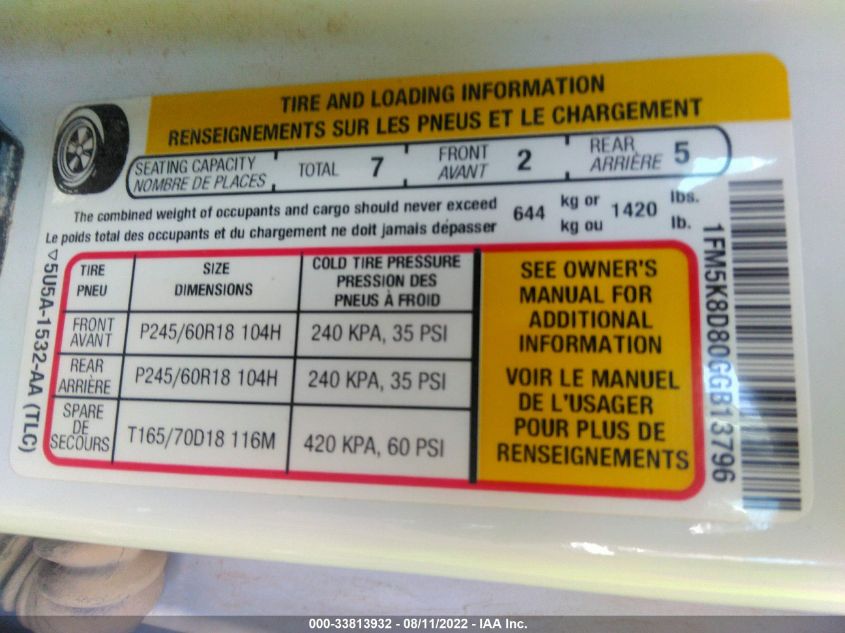 TIRE AND LOADING INFORMATION
RENSEIGNEMENTS SUR LES PNEUS ET LE CHARGEMENT
SEATING CAPACITY
NOMBRE DE PLACES
TOTAL 7
FRONT
AVANT
2
REAR
ARRIÈRE
5
The combined weight of occupants and cargo should never exceed
Le poids total des occupants et du chargement ne doit jamais dépasser
644
kg or
kg ou
1420
lbs.
lb.
TIRE
PNEU
SIZE
DIMENSIONS
COLD TIRE PRESSURE
PRESSION DES
PNEUS À FROID
FRONT
AVANT
P245/60R18 104H
240 KPA, 35 PSI
REAR
ARRIÈRE
P245/60R18 104H
240 KPA, 35 PSI
SPARE
DE
SECOURS
T165/70D18 116M
420 KPA, 60 PSI
SEE OWNER'S
MANUAL FOR
ADDITIONAL
INFORMATION
VOIR LE MANUEL
DE L'USAGER
POUR PLUS DE
RENSEIGNEMENTS
▽5U5A-1532-AA (TLC)
1FM5K8D80GGB13796
000-33813932 - 08/11/2022 - IAA Inc.